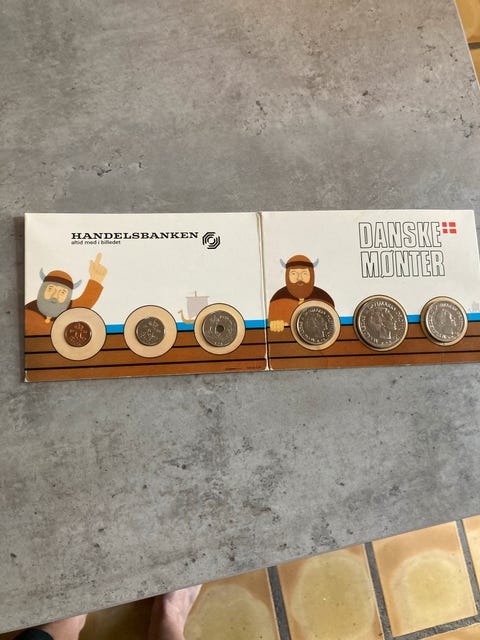 HANDELSBANKEN
altid med i billedet
DANSKE
MØNTER